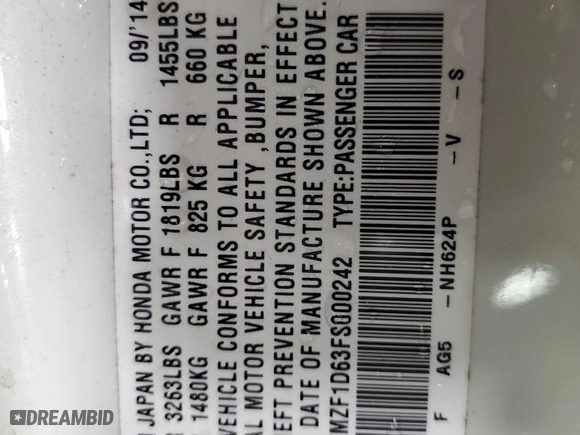 JAPAN BY HONDA MOTOR CO.,LTD; 09/'14
3263LBS GAWR F 1819LBS R 1455LBS
1480KG GAWR F 825 KG R 660 KG
VEHICLE CONFORMS TO ALL APPLICABLE
MOTOR VEHICLE SAFETY ,BUMPER,
PREVENTION STANDARDS IN EFFECT
DATE OF MANUFACTURE SHOWN ABOVE.
MZF1D63FS000242 TYPE:PASSENGER CAR
F AG5 -NH624P -V -S
DREAMBID